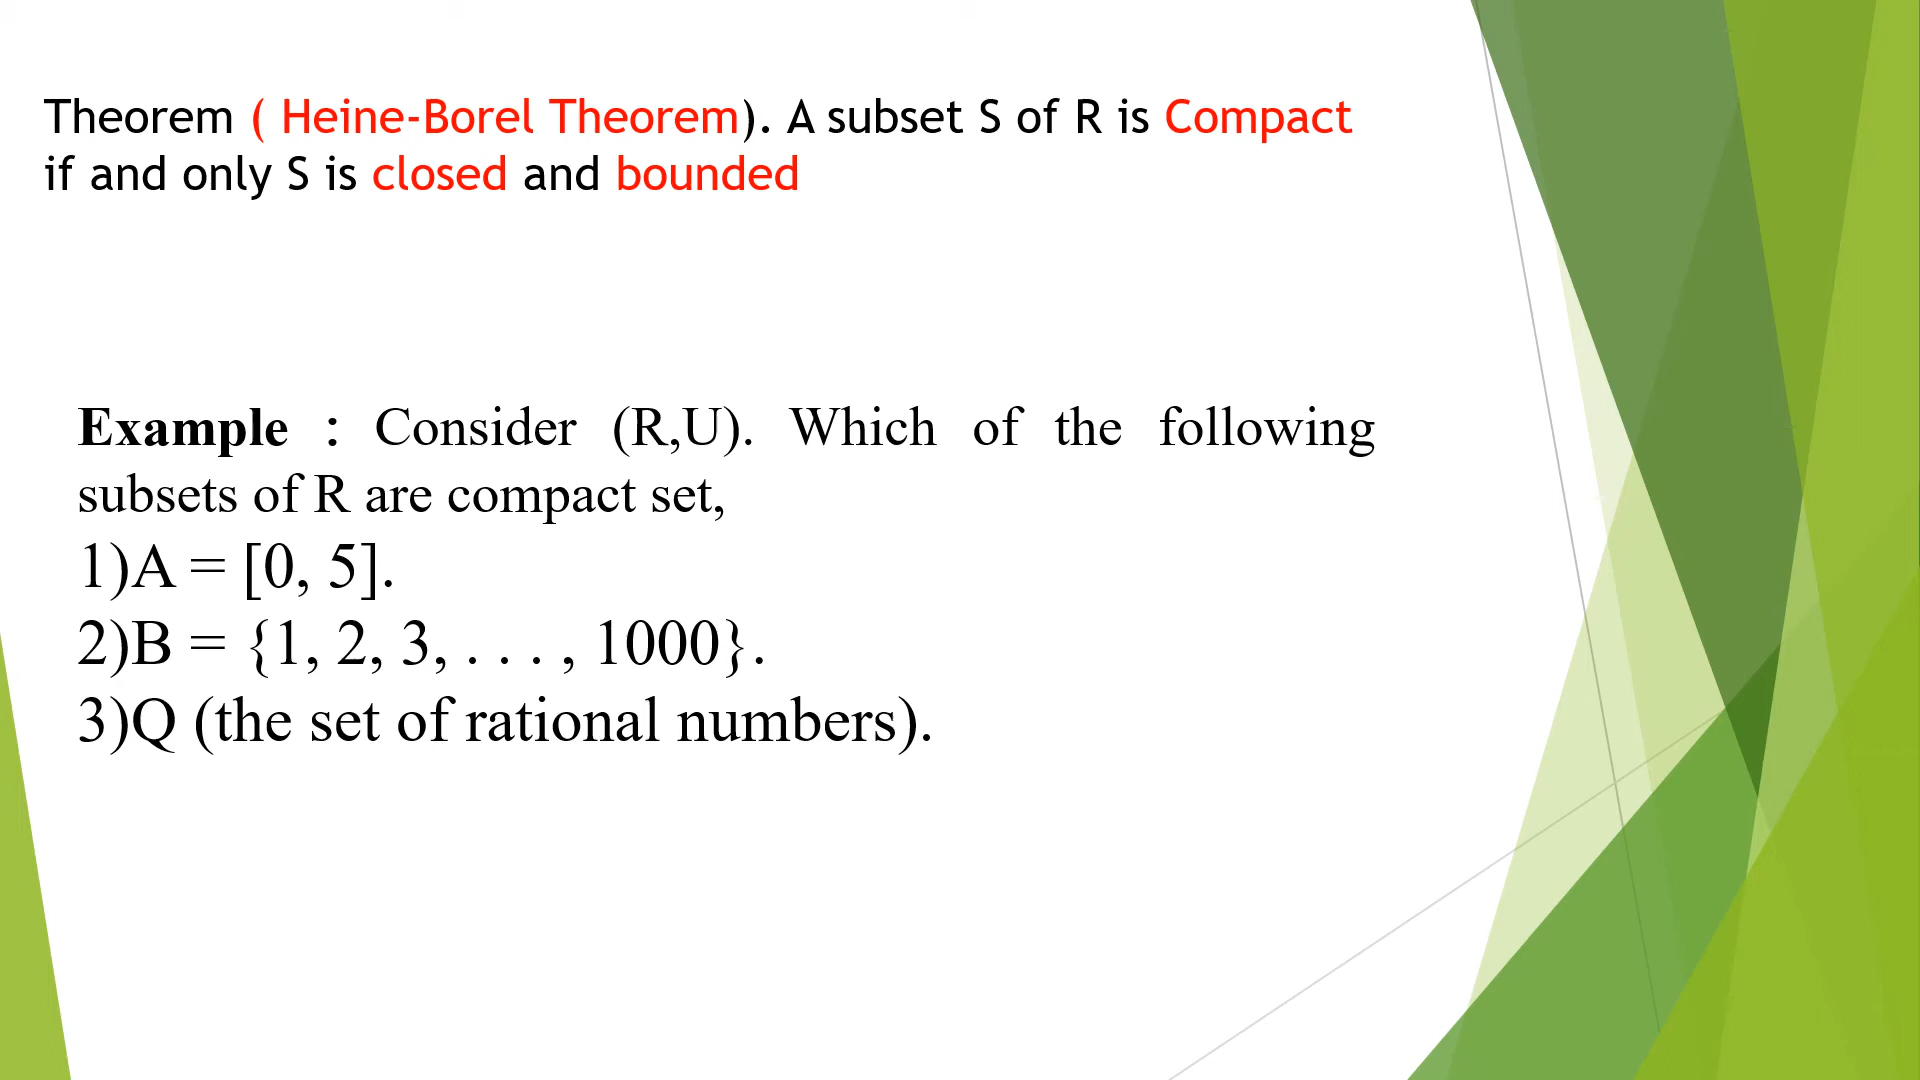 Theorem ( Heine-Borel Theorem). A subset S of R is Compact
if and only S is closed and bounded
Example : Consider (R,U). Which of the following
subsets of R are compact set,
1)A = [0, 5].
2)B = {1, 2, 3, . . . , 1000}.
3)Q (the set of rational numbers).